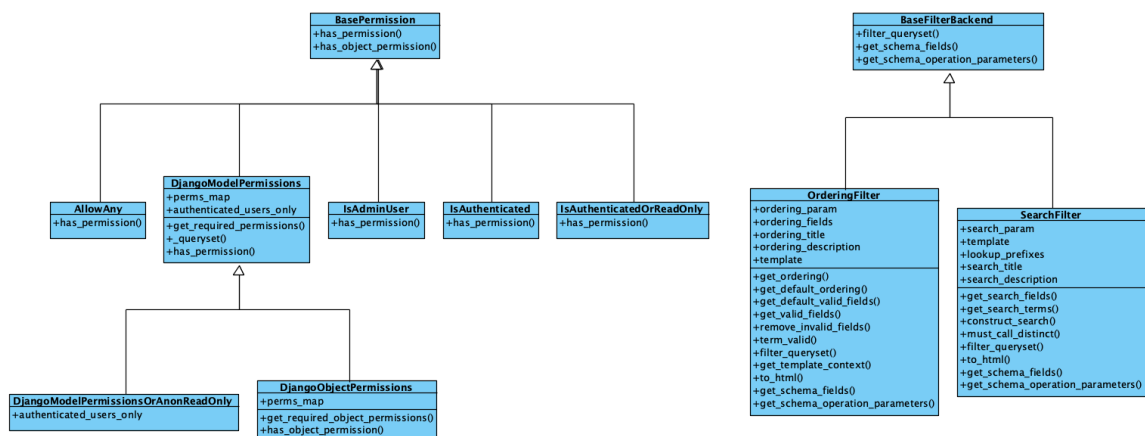 BasePermission
+has_permission()
+has_object_permission()
BaseFilterBackend
+filter_queryset()
+get_schema_fields()
+get_schema_operation_parameters()
AllowAny
+has_permission()
DjangoModelPermissions
+perms_map
+authenticated_users_only
+get_required_permissions()
+_queryset()
+has_permission()
IsAdminUser
+has_permission()
IsAuthenticated
+has_permission()
IsAuthenticatedOrReadOnly
+has_permission()
OrderingFilter
+ordering_param
+ordering_fields
+ordering_title
+ordering_description
+template
+get_ordering()
+get_default_ordering()
+get_default_valid_fields()
+get_valid_fields()
+remove_invalid_fields()
+term_valid()
+filter_queryset()
+get_template_context()
+to_html()
+get_schema_fields()
+get_schema_operation_parameters()
SearchFilter
+search_param
+template
+lookup_prefixes
+search_title
+search_description
+get_search_fields()
+get_search_terms()
+construct_search()
+must_call_distinct()
+filter_queryset()
+to_html()
+get_schema_fields()
+get_schema_operation_parameters()
DjangoModelPermissionsOrAnonReadOnly
+authenticated_users_only
DjangoObjectPermissions
+perms_map
+get_required_object_permissions()
+has_object_permission()